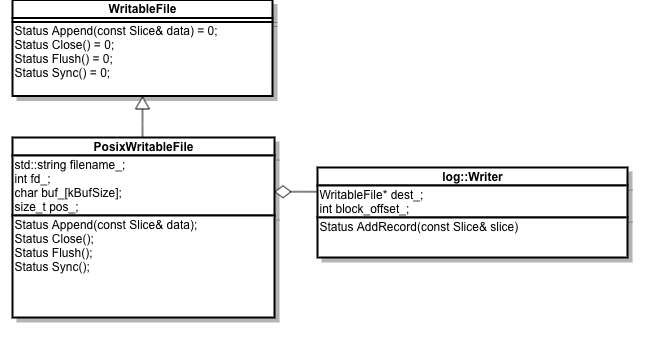 WritableFile
Status Append(const Slice& data) = 0;
Status Close() = 0;
Status Flush() = 0;
Status Sync() = 0;
PosixWritableFile
std::string filename_;
int fd_;
char buf_[kBufSize];
size_t pos_;
Status Append(const Slice& data);
Status Close();
Status Flush();
Status Sync();
log::Writer
WritableFile* dest_;
int block_offset_;
Status AddRecord(const Slice& slice)